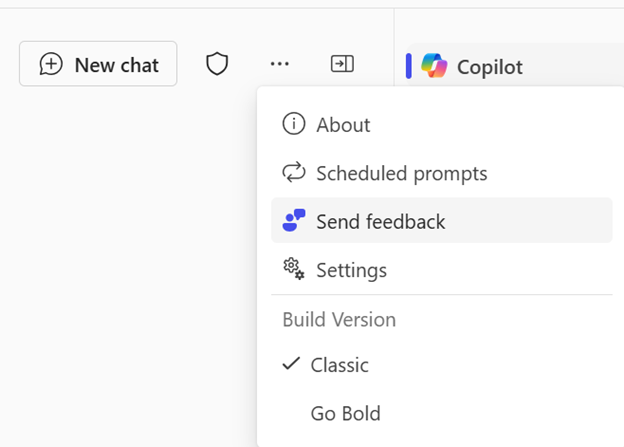 New chat
Copilot
About
Scheduled prompts
Send feedback
Settings
Build Version
Classic
Go Bold